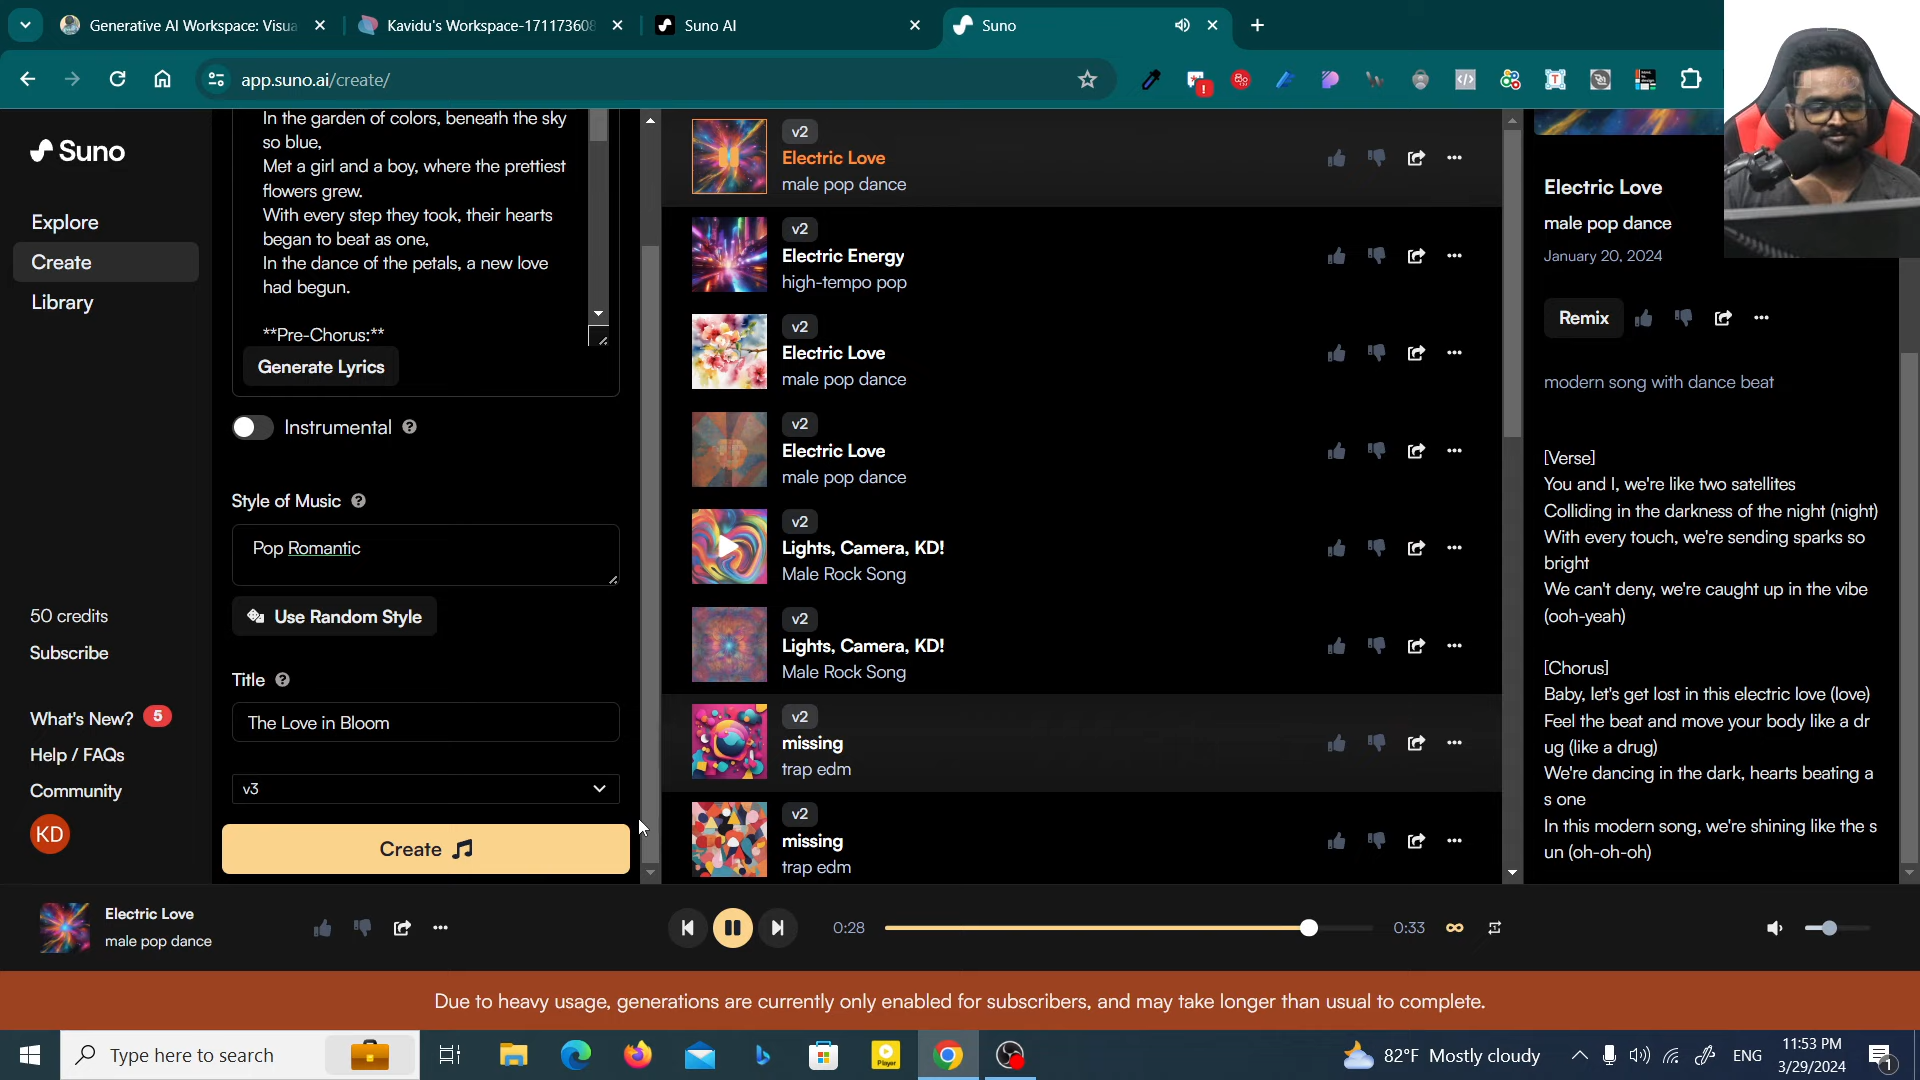 Generative AI Workspace: Visua
Kavidu's Workspace-171173608
Suno AI
Suno
app.suno.ai/create/
Suno
Explore
Create
Library
50 credits
Subscribe
What's New? 5
Help / FAQs
Community
KD
In the garden of colors, beneath the sky
so blue,
Met a girl and a boy, where the prettiest
flowers grew.
With every step they took, their hearts
began to beat as one,
In the dance of the petals, a new love
had begun.
**Pre-Chorus:**
Generate Lyrics
Instrumental
Style of Music
Pop Romantic
Use Random Style
Title
The Love in Bloom
v3
Create
v2
Electric Love
male pop dance
v2
Electric Energy
high-tempo pop
v2
Electric Love
male pop dance
v2
Electric Love
male pop dance
v2
Lights, Camera, KD!
Male Rock Song
v2
Lights, Camera, KD!
Male Rock Song
v2
missing
trap edm
v2
missing
trap edm
Electric Love
male pop dance
January 20, 2024
Remix
modern song with dance beat
[Verse]
You and I, we're like two satellites
Colliding in the darkness of the night (night)
With every touch, we're sending sparks so
bright
We can't deny, we're caught up in the vibe
(ooh-yeah)
[Chorus]
Baby, let's get lost in this electric love (love)
Feel the beat and move your body like a dr
ug (like a drug)
We're dancing in the dark, hearts beating a
s one
In this modern song, we're shining like the s
un (oh-oh-oh)
Electric Love
male pop dance
0:28
0:33
Due to heavy usage, generations are currently only enabled for subscribers, and may take longer than usual to complete.
Type here to search
Player
82°F Mostly cloudy
ENG
11:53 PM
3/29/2024
1